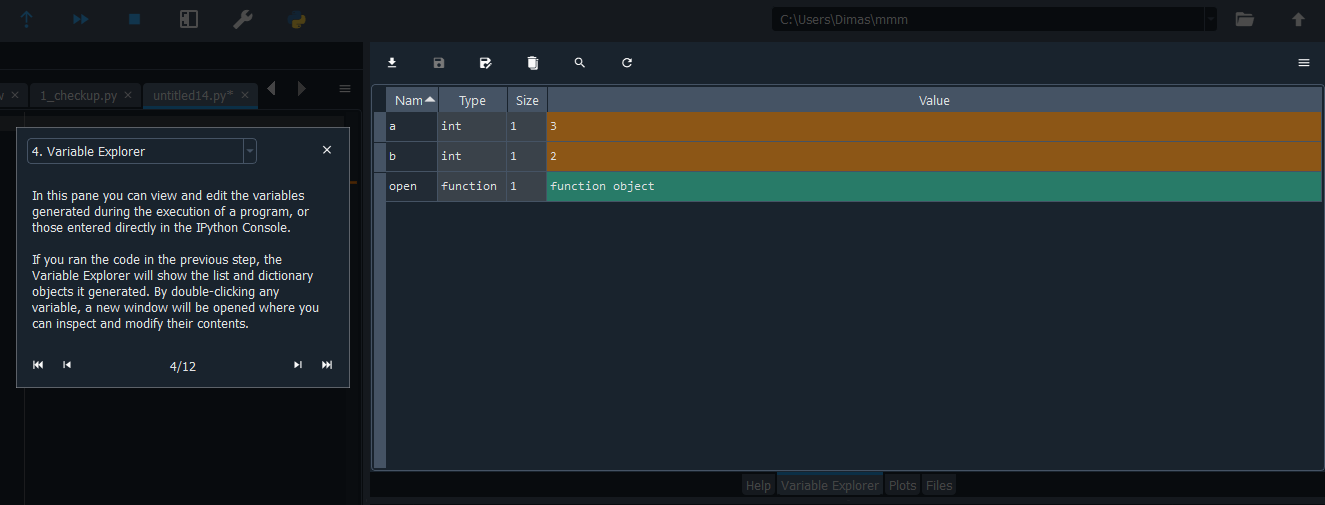 C:\Users\Dimas\mmm
1_checkup.py
untitled14.py*
4. Variable Explorer
In this pane you can view and edit the variables
generated during the execution of a program, or
those entered directly in the IPython Console.
If you ran the code in the previous step, the
Variable Explorer will show the list and dictionary
objects it generated. By double-clicking any
variable, a new window will be opened where you
can inspect and modify their contents.
4/12
Nam Type Size Value
a int 1 3
b int 1 2
open function 1 function object
Help Variable Explorer Plots Files